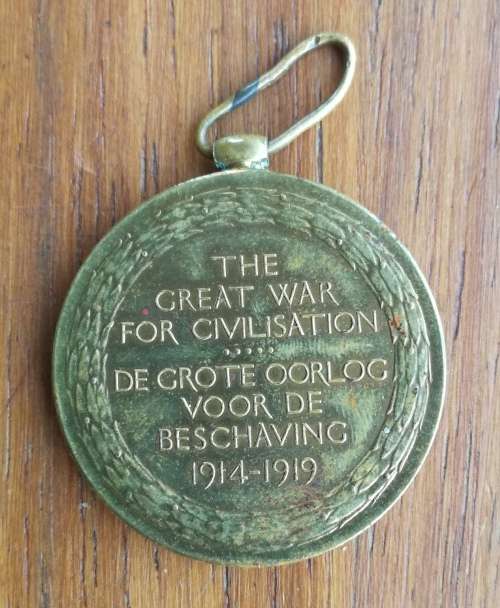 THE
GREAT WAR
FOR CIVILISATION
DE GROTE OORLOG
VOOR DE
BESCHAVING
1914-1919